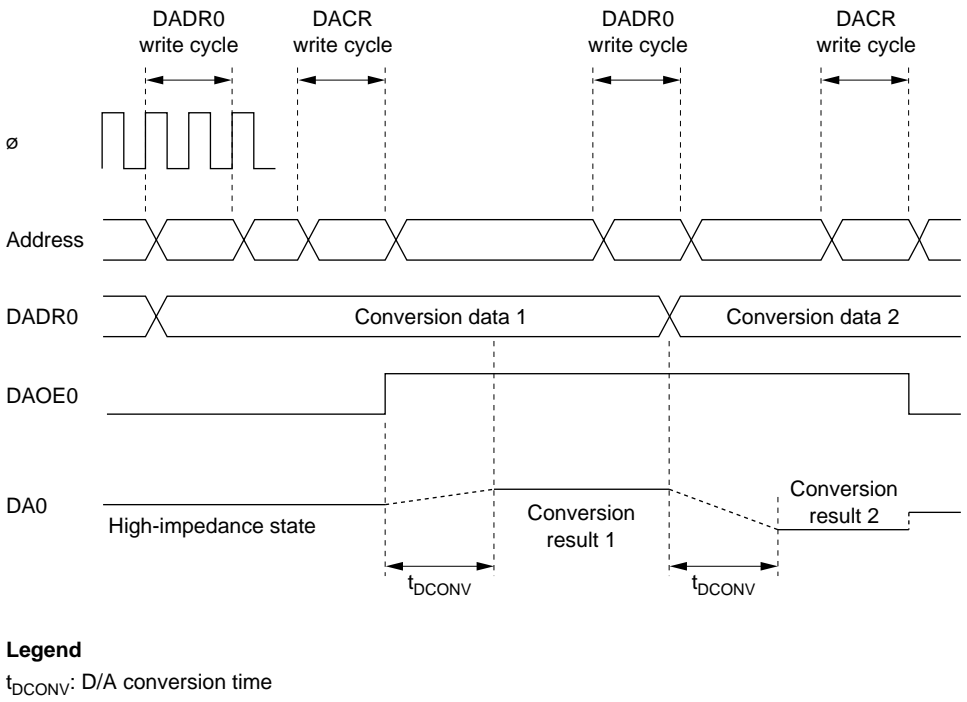 DADR0
write cycle
DACR
write cycle
DADR0
write cycle
DACR
write cycle
ø
Address
DADR0
Conversion data 1
Conversion data 2
DAOE0
DA0
High-impedance state
Conversion
result 1
Conversion
result 2
tDCONV
tDCONV
Legend
tDCONV: D/A conversion time